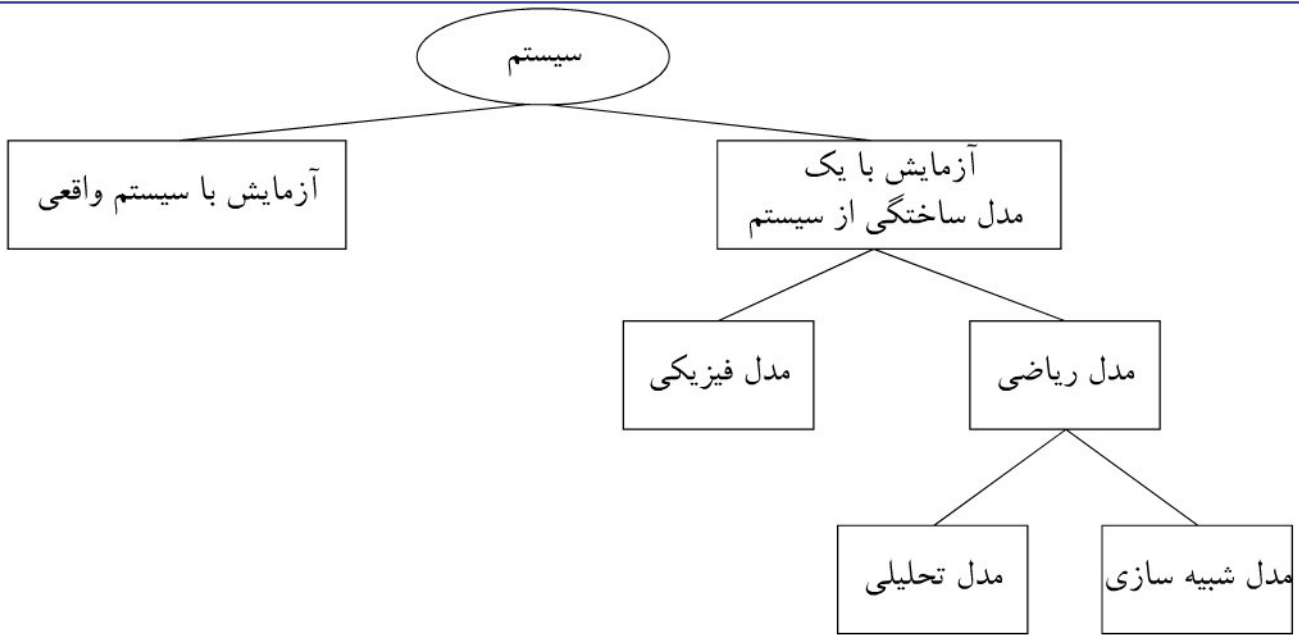 سیستم
آزمایش با یک
مدل ساختگی از سیستم
آزمایش با سیستم واقعی
مدل ریاضی
مدل فیزیکی
مدل شبیه سازی
مدل تحلیلی